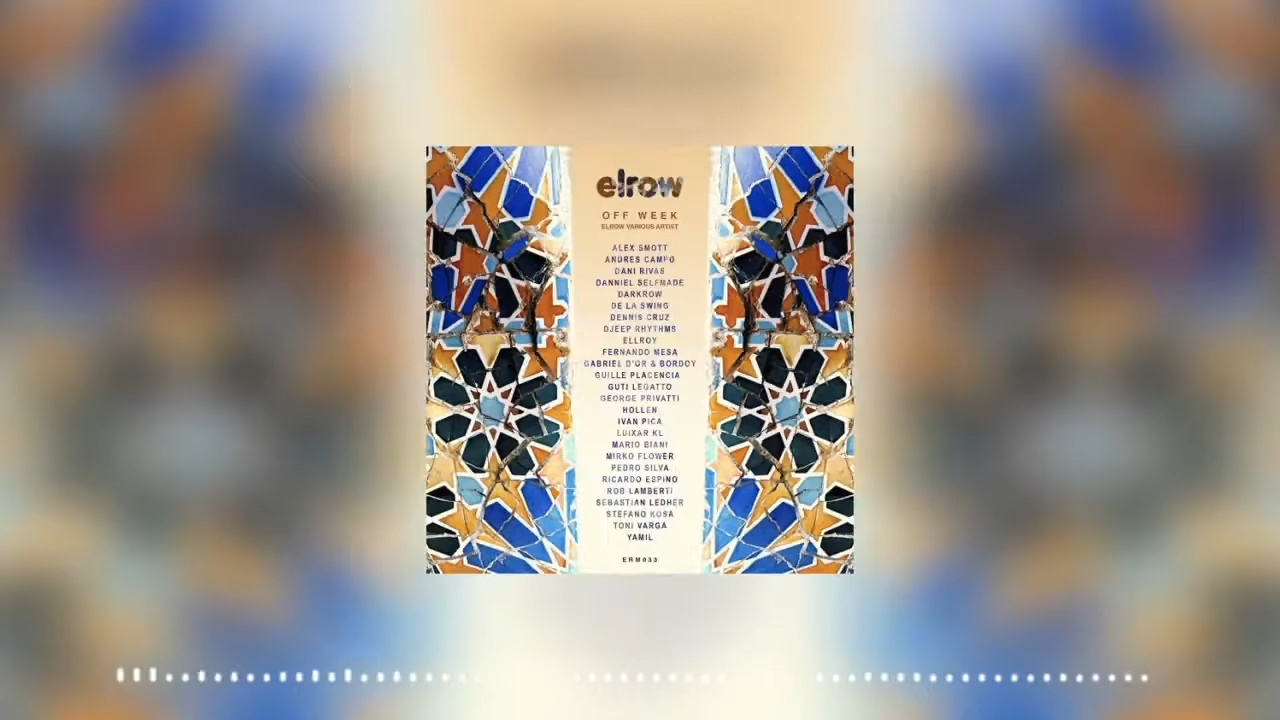 elrow
OFF WEEK
ELROW VARIOUS ARTIST
ALEX SMOTT
ANDRES CAMPO
DANI RIVAS
DANNIEL SELFMADE
DARKROW
DE LA SWING
DENNIS CRUZ
DJEEP RHYTHMS
ELLROY
FERNANDO MESA
GABRIEL D'OR & BORDOY
GUILLE PLACENCIA
GUTI LEGATTO
GEORGE PRIVATTI
HOLLEN
IVAN PICA
LUIXAR KL
MARIO BIANI
MIRKO FLOWER
PEDRO SILVA
RICARDO ESPINO
ROB LAMBERTI
SEBASTIAN LEDHER
STEFANO KOSA
TONI VARGA
YAMIL
ERM033